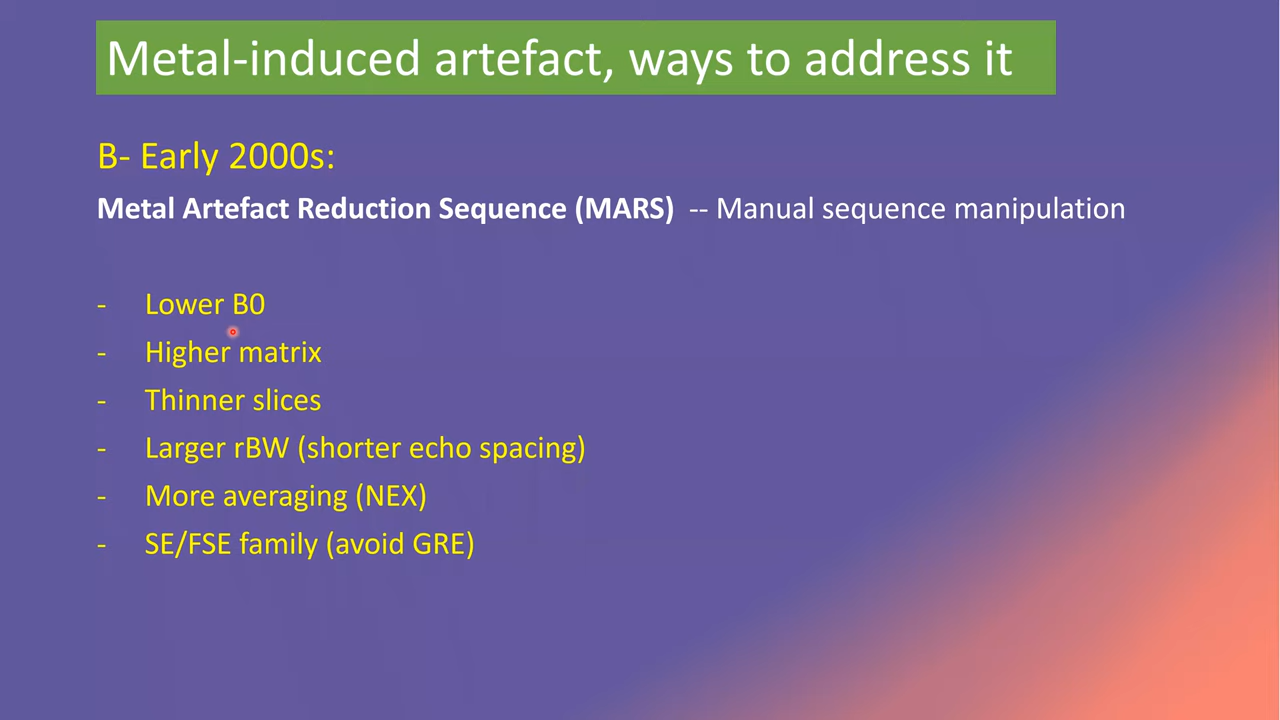 Metal-induced artefact, ways to address it
B- Early 2000s:
Metal Artefact Reduction Sequence (MARS) -- Manual sequence manipulation
- Lower B0
- Higher matrix
- Thinner slices
- Larger rBW (shorter echo spacing)
- More averaging (NEX)
- SE/FSE family (avoid GRE)